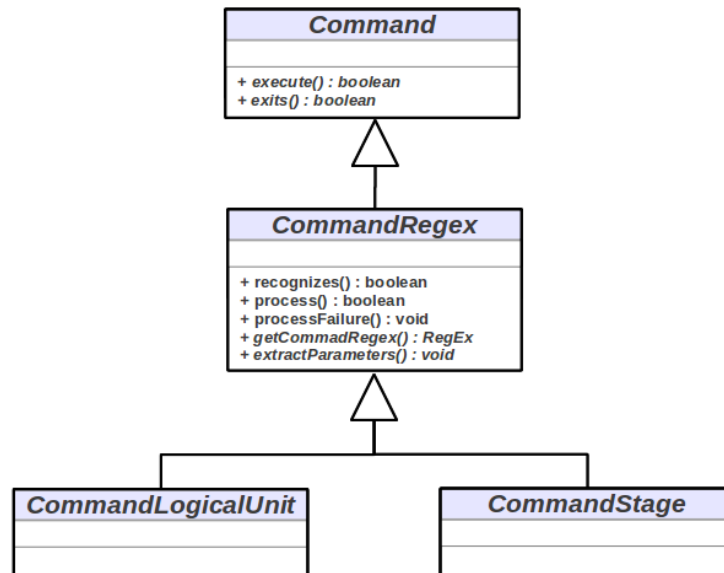 Command
+ execute() : boolean
+ exits() : boolean
CommandRegex
+ recognizes() : boolean
+ process() : boolean
+ processFailure() : void
+ getCommadRegex() : RegEx
+ extractParameters() : void
CommandLogicalUnit
CommandStage